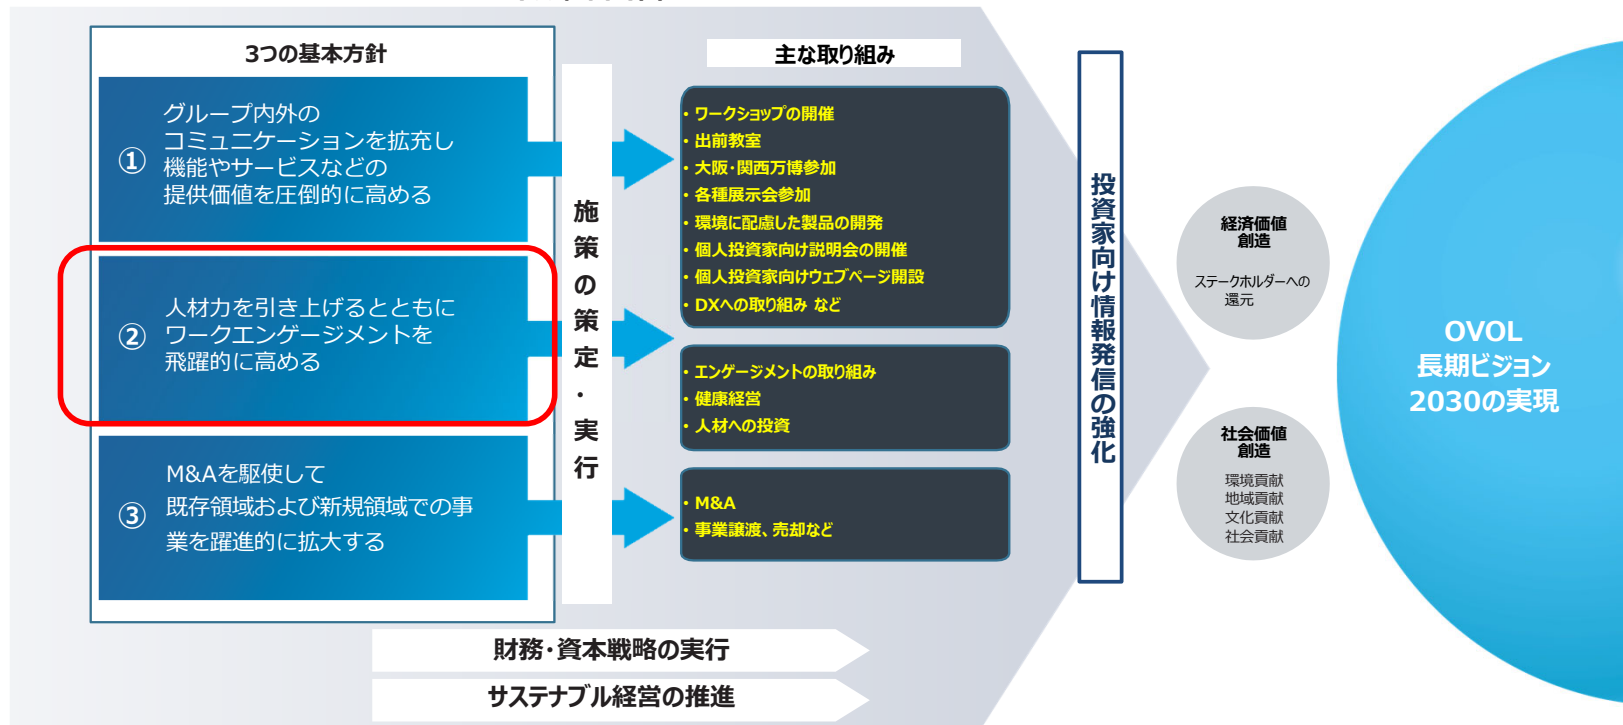 3つの基本方針
①
グループ内外の
コミュニケーションを拡充し
機能やサービスなどの
提供価値を圧倒的に高める
②
人材力を引き上げるとともに
ワークエンゲージメントを
飛躍的に高める
③
M&Aを駆使して
既存領域および新規領域での事
業を躍進的に拡大する
施策の策定・実行
主な取り組み
・ワークショップの開催
・出前教室
・大阪・関西万博参加
・各種展示会参加
・環境に配慮した製品の開発
・個人投資家向け説明会の開催
・個人投資家向けウェブページ開設
・DXへの取り組み など
・エンゲージメントの取り組み
・健康経営
・人材への投資
・M&A
・事業譲渡、売却など
投資家向け情報発信の強化
経済価値
創造
ステークホルダーへの
還元
社会価値
創造
環境貢献
地域貢献
文化貢献
社会貢献
OVOL
長期ビジョン
2030の実現
財務・資本戦略の実行
サステナブル経営の推進